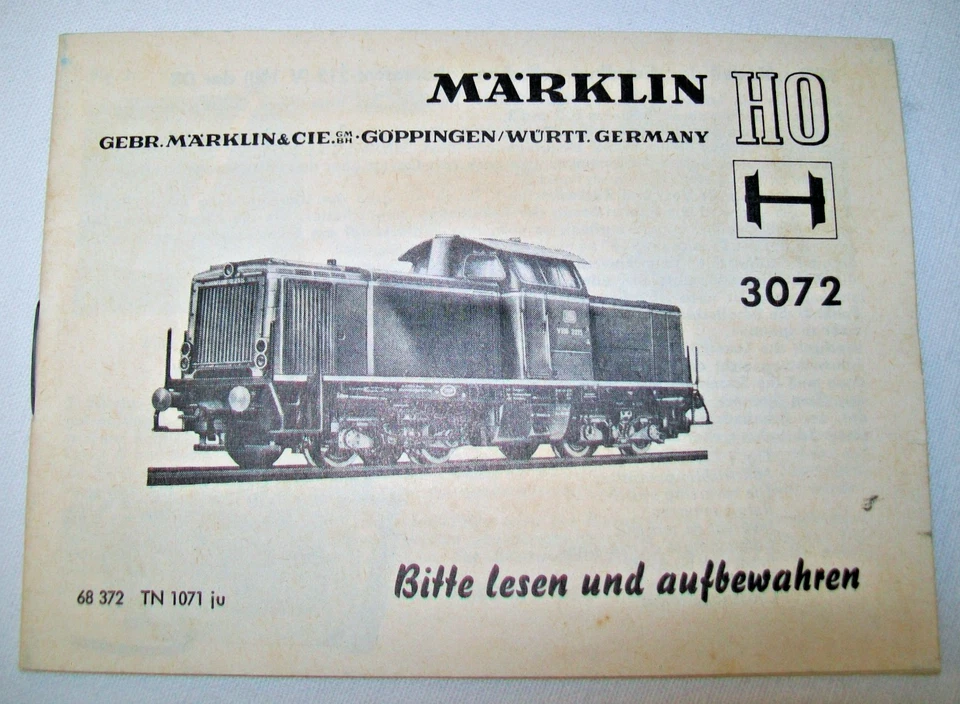 MÄRKLIN HO
GEBR. MÄRKLIN & CIE. GMBH · GÖPPINGEN/WÜRTT. GERMANY
3072
Bitte lesen und aufbewahren
68 372 TN 1071 ju